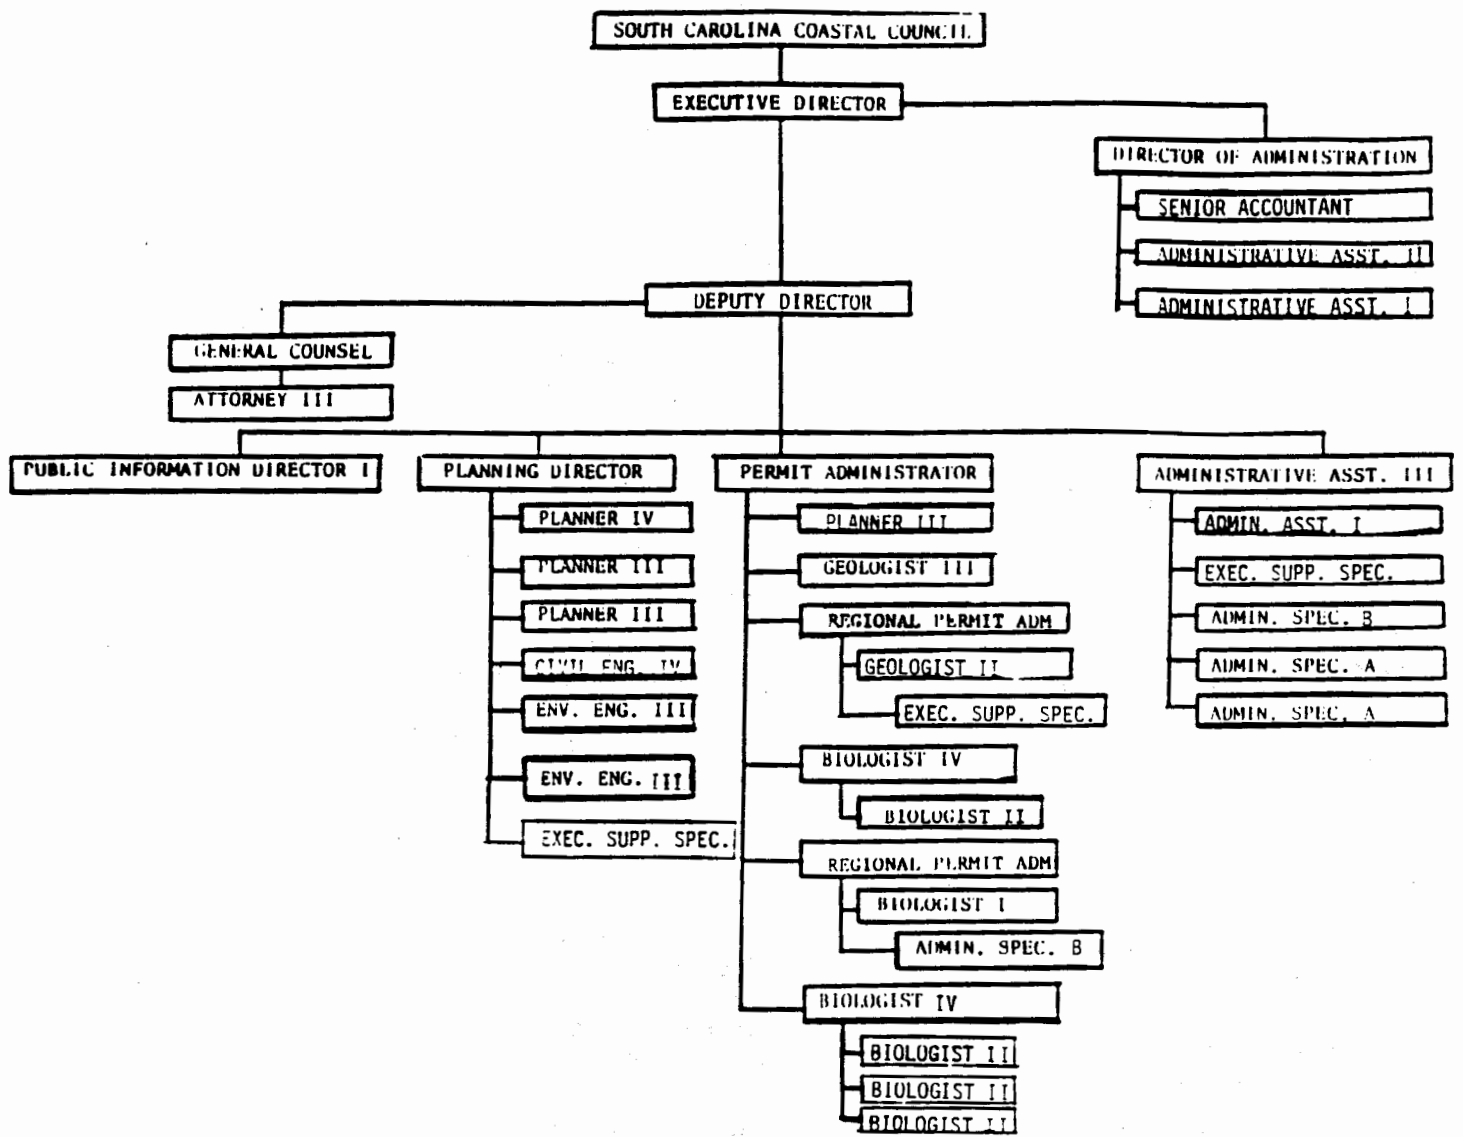 SOUTH CAROLINA COASTAL COUNCIL
EXECUTIVE DIRECTOR
DIRECTOR OF ADMINISTRATION
SENIOR ACCOUNTANT
ADMINISTRATIVE ASST. II
ADMINISTRATIVE ASST. I
DEPUTY DIRECTOR
GENERAL COUNSEL
ATTORNEY III
PUBLIC INFORMATION DIRECTOR I
PLANNING DIRECTOR
PLANNER IV
PLANNER III
PLANNER III
CIVIL ENG. IV
ENV. ENG. III
ENV. ENG. III
EXEC. SUPP. SPEC.
PERMIT ADMINISTRATOR
PLANNER III
GEOLOGIST III
REGIONAL PERMIT ADM
GEOLOGIST II
EXEC. SUPP. SPEC.
BIOLOGIST IV
BIOLOGIST II
REGIONAL PERMIT ADM
BIOLOGIST I
ADMIN. SPEC. B
BIOLOGIST IV
BIOLOGIST II
BIOLOGIST II
BIOLOGIST II
ADMINISTRATIVE ASST. III
ADMIN. ASST. I
EXEC. SUPP. SPEC.
ADMIN. SPEC. B
ADMIN. SPEC. A
ADMIN. SPEC. A